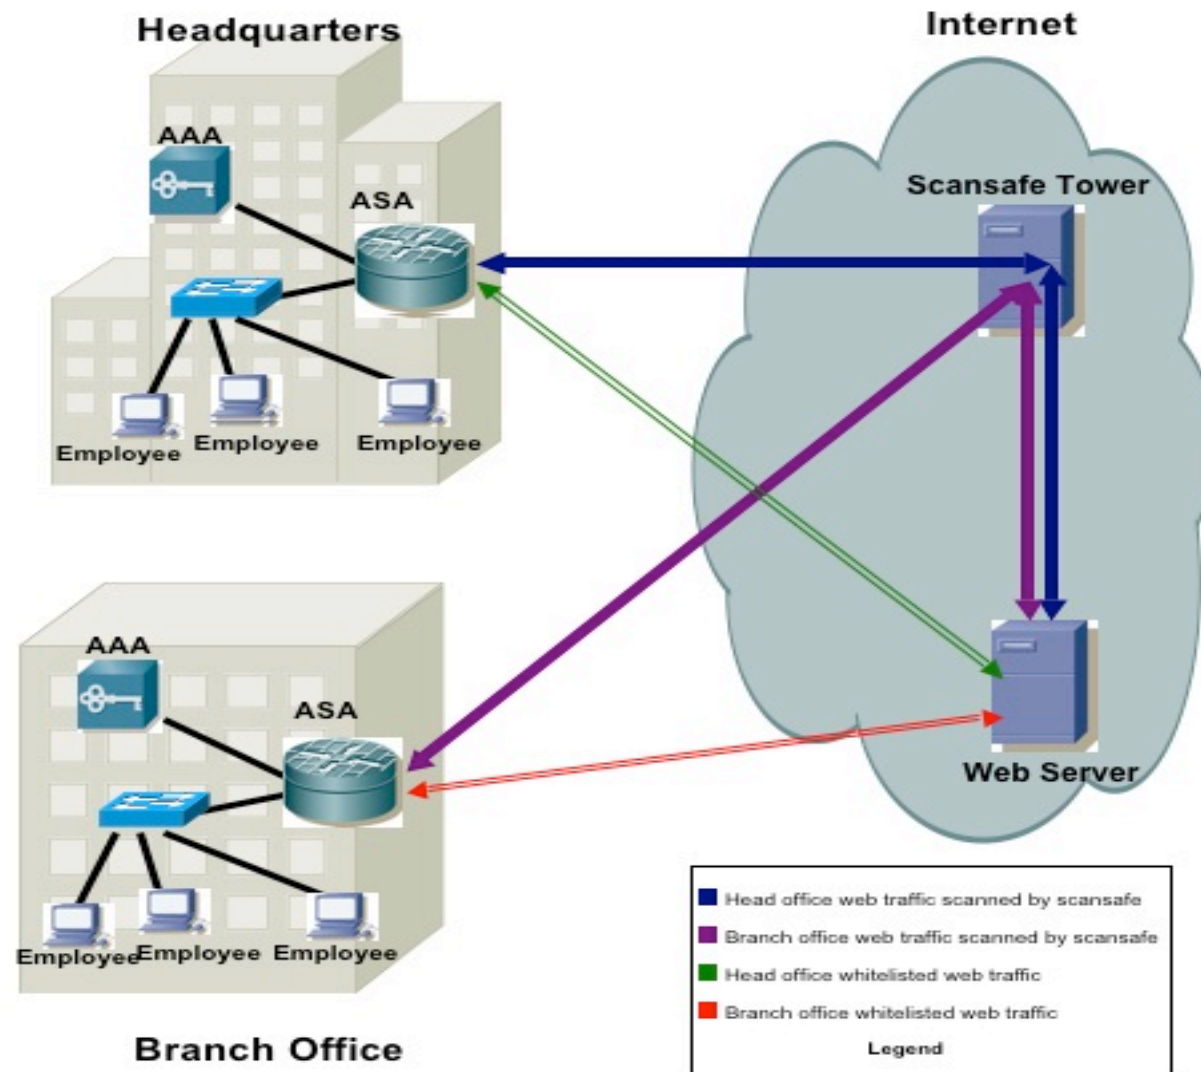 Headquarters
AAA
ASA
Employee
Employee
Employee
Internet
Scansafe Tower
Web Server
AAA
ASA
Employee
Employee
Employee
Branch Office
Head office web traffic scanned by scansafe
Branch office web traffic scanned by scansafe
Head office whitelisted web traffic
Branch office whitelisted web traffic
Legend